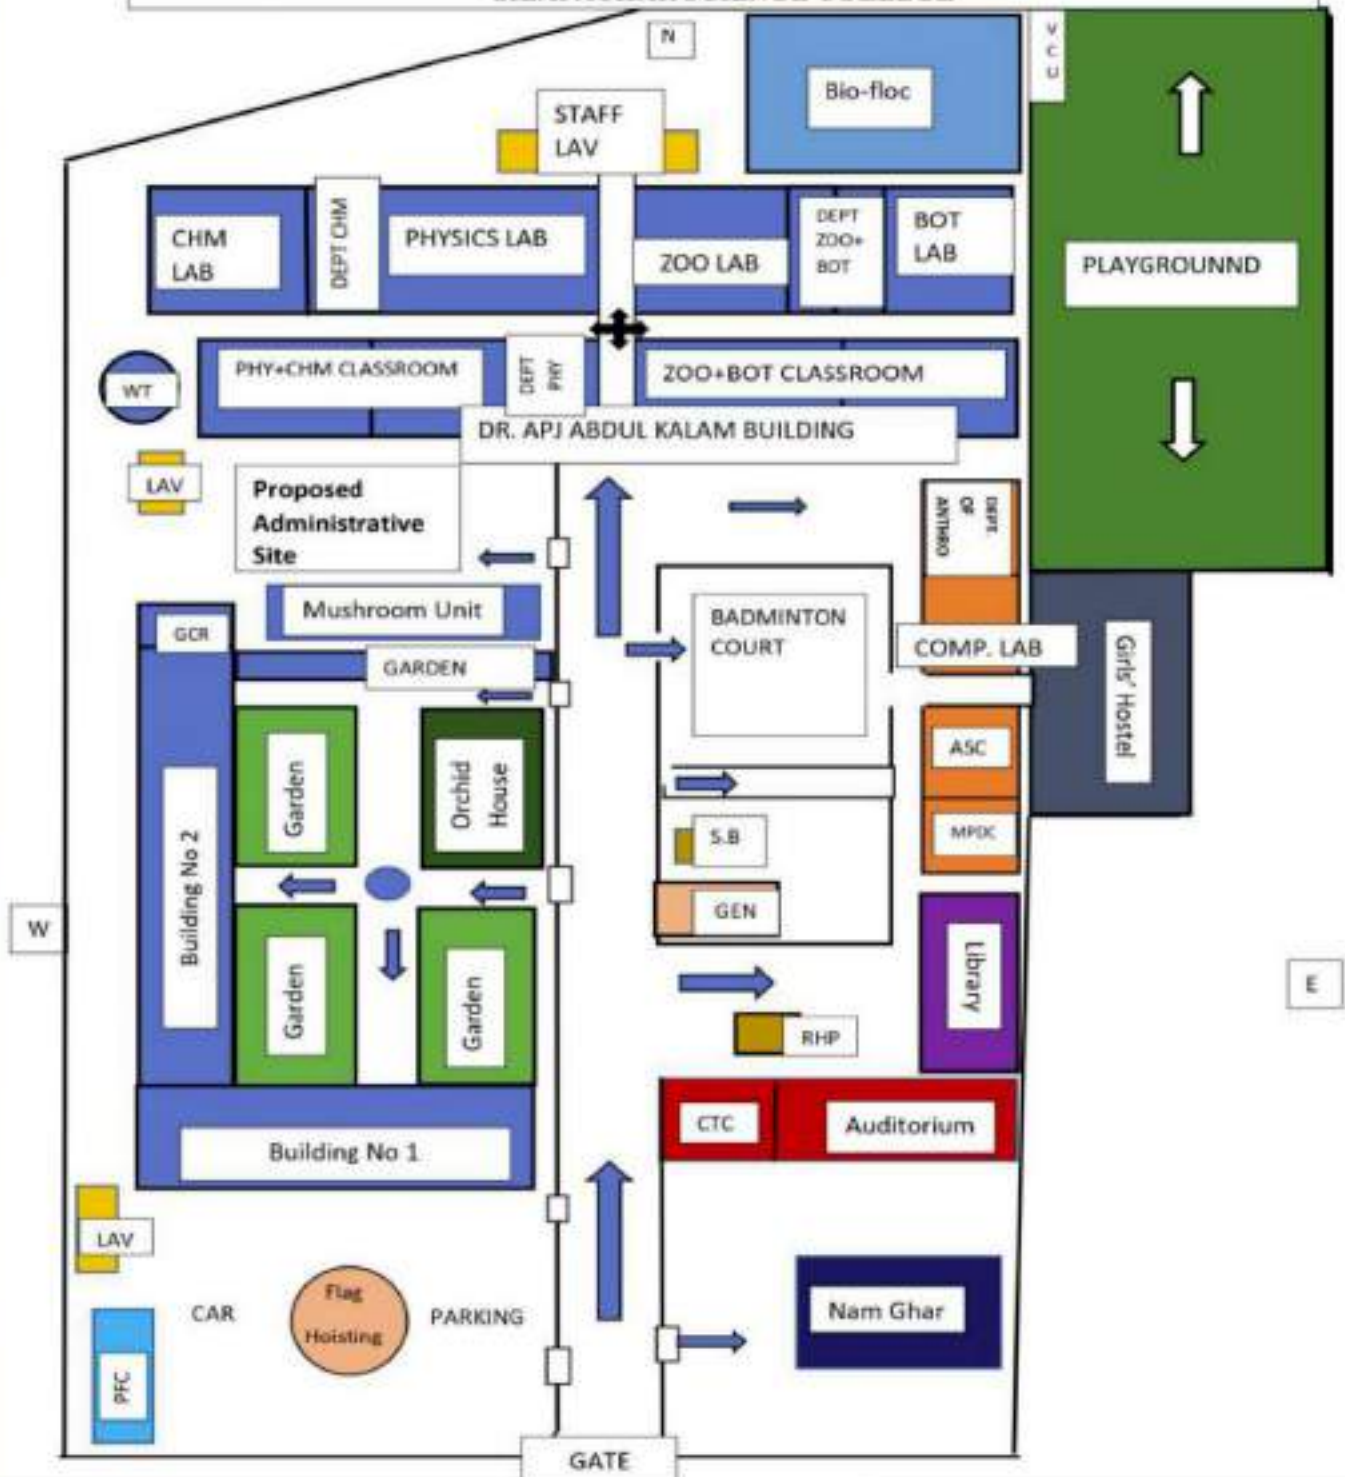 N
V
C
U
Bio-floc
STAFF
LAV
CHM
LAB
DEPT CHM
PHYSICS LAB
ZOO LAB
DEPT
ZOO+
BOT
BOT
LAB
PLAYGROUNND
WT
PHY+CHM CLASSROOM
DEPT
PHY
ZOO+BOT CLASSROOM
DR. APJ ABDUL KALAM BUILDING
LAV
Proposed
Administrative
Site
DEPT.
OF
ANTHRO
Mushroom Unit
GCR
GARDEN
BADMINTON
COURT
COMP. LAB
Girls' Hostel
Garden
Orchid
House
ASC
MPDC
S.B
GEN
Building No 2
W
Garden
Garden
Library
E
RHP
CTC
Auditorium
Building No 1
LAV
CAR
Flag
Hoisting
PARKING
Nam Ghar
PFC
GATE